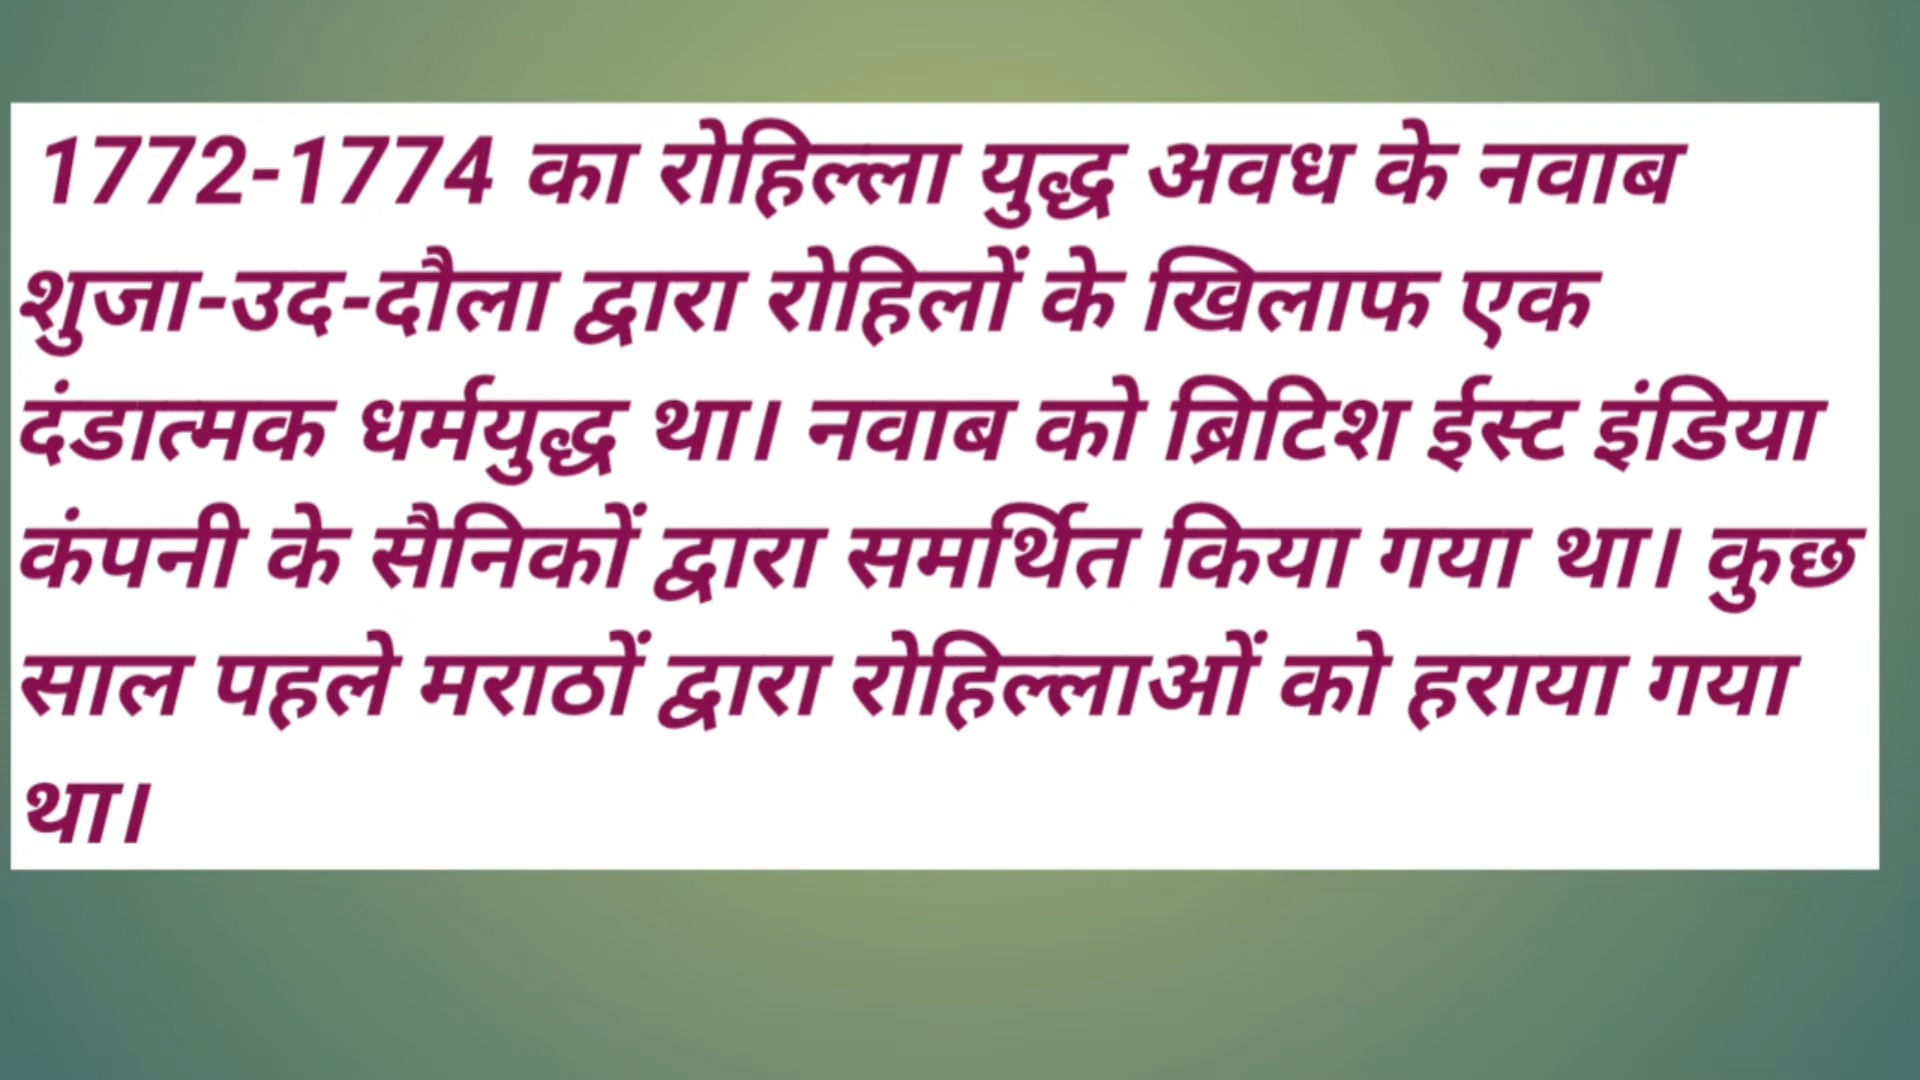 1772-1774 का रोहिल्ला युद्ध अवध के नवाब
शुजा-उद-दौला द्वारा रोहिलों के खिलाफ एक
दंडात्मक धर्मयुद्ध था। नवाब को ब्रिटिश ईस्ट इंडिया
कंपनी के सैनिकों द्वारा समर्थित किया गया था। कुछ
साल पहले मराठों द्वारा रोहिल्लाओं को हराया गया
था।